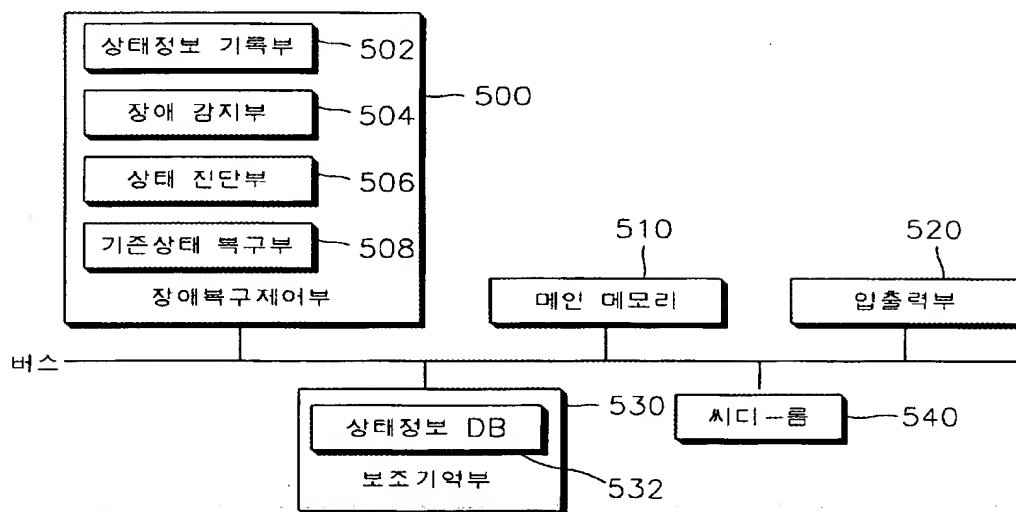 상태정보 기록부 502
500
장애 감지부 504
상태 진단부 506
기존상태 복구부 508
장애복구제어부
510
520
메인 메모리
입출력부
버스
530
상태정보 DB
씨디-롬 540
보조기억부 532